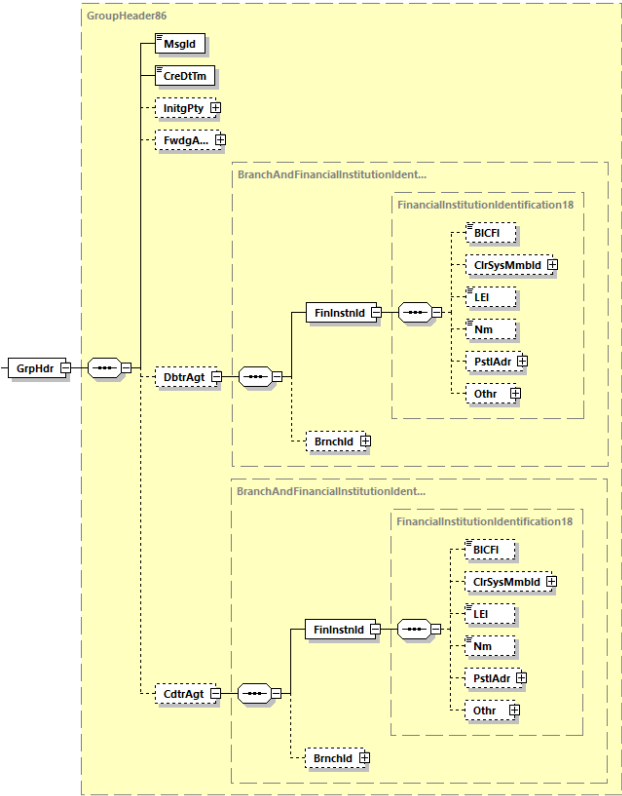 GroupHeader86
MsgId
CreDtTm
InitgPty
FwdgA...
BranchAndFinancialInstitutionIdent...
FinancialInstitutionIdentification18
BICFI
ClrSysMmbId
LEI
FinInstnId
Nm
GrpHdr
DbtrAgt
PstlAdr
Othr
BrnchId
BranchAndFinancialInstitutionIdent...
FinancialInstitutionIdentification18
BICFI
ClrSysMmbId
LEI
FinInstnId
Nm
PstlAdr
CdtrAgt
Othr
BrnchId